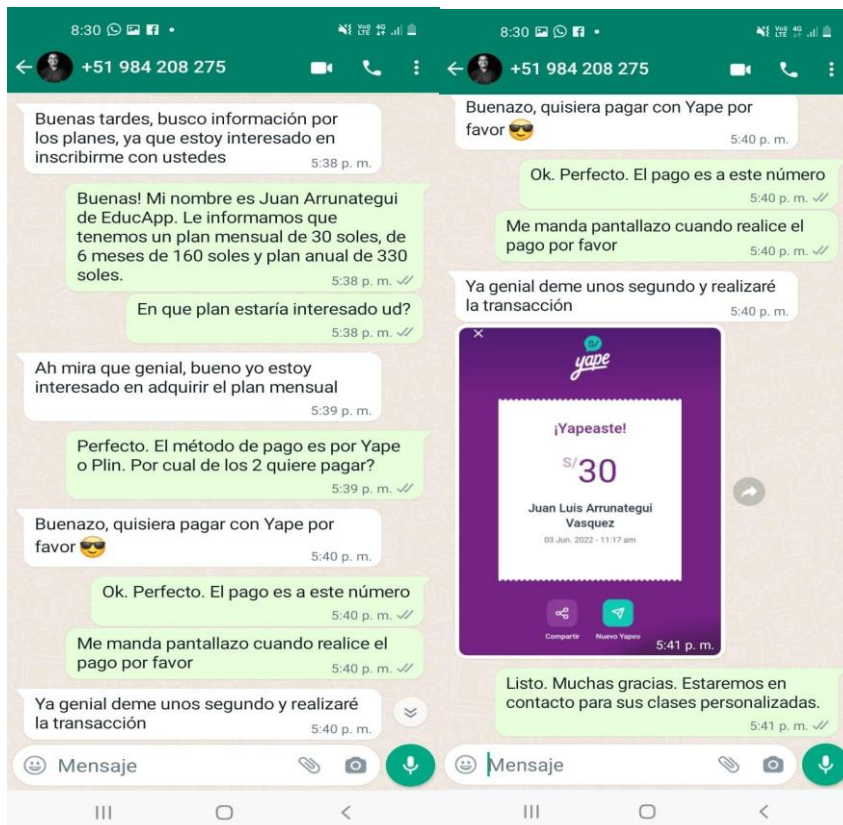 8:30
VoD LTE 4G
+51 984 208 275
Buenas tardes, busco información por
los planes, ya que estoy interesado en
inscribirme con ustedes
5:38 p. m.
Buenas! Mi nombre es Juan Arrunategui
de EducApp. Le informamos que
tenemos un plan mensual de 30 soles, de
6 meses de 160 soles y plan anual de 330
soles.
5:38 p. m.
En que plan estaría interesado ud?
5:38 p. m.
Ah mira que genial, bueno yo estoy
interesado en adquirir el plan mensual
5:39 p. m.
Perfecto. El método de pago es por Yape
o Plin. Por cual de los 2 quiere pagar?
5:39 p. m.
Buenazo, quisiera pagar con Yape por
favor 😎
5:40 p. m.
Ok. Perfecto. El pago es a este número
5:40 p. m.
Me manda pantallazo cuando realice el
pago por favor
5:40 p. m.
Ya genial deme unos segundo y realizaré
la transacción
5:40 p. m.
Mensaje
8:30
4G
+51 984 208 275
Buenazo, quisiera pagar con Yape por
favor 😎
5:40 p. m.
Ok. Perfecto. El pago es a este número
5:40 p. m.
Me manda pantallazo cuando realice el
pago por favor
5:40 p. m.
Ya genial deme unos segundo y realizaré
la transacción
5:40 p. m.
S/
yape
¡Yapeaste!
S/30
Juan Luis Arrunategui
Vasquez
03 Jun. 2022 - 11:17 am
Compartir Nuevo Yapeo
5:41 p. m.
Listo. Muchas gracias. Estaremos en
contacto para sus clases personalizadas.
5:41 p. m.
Mensaje